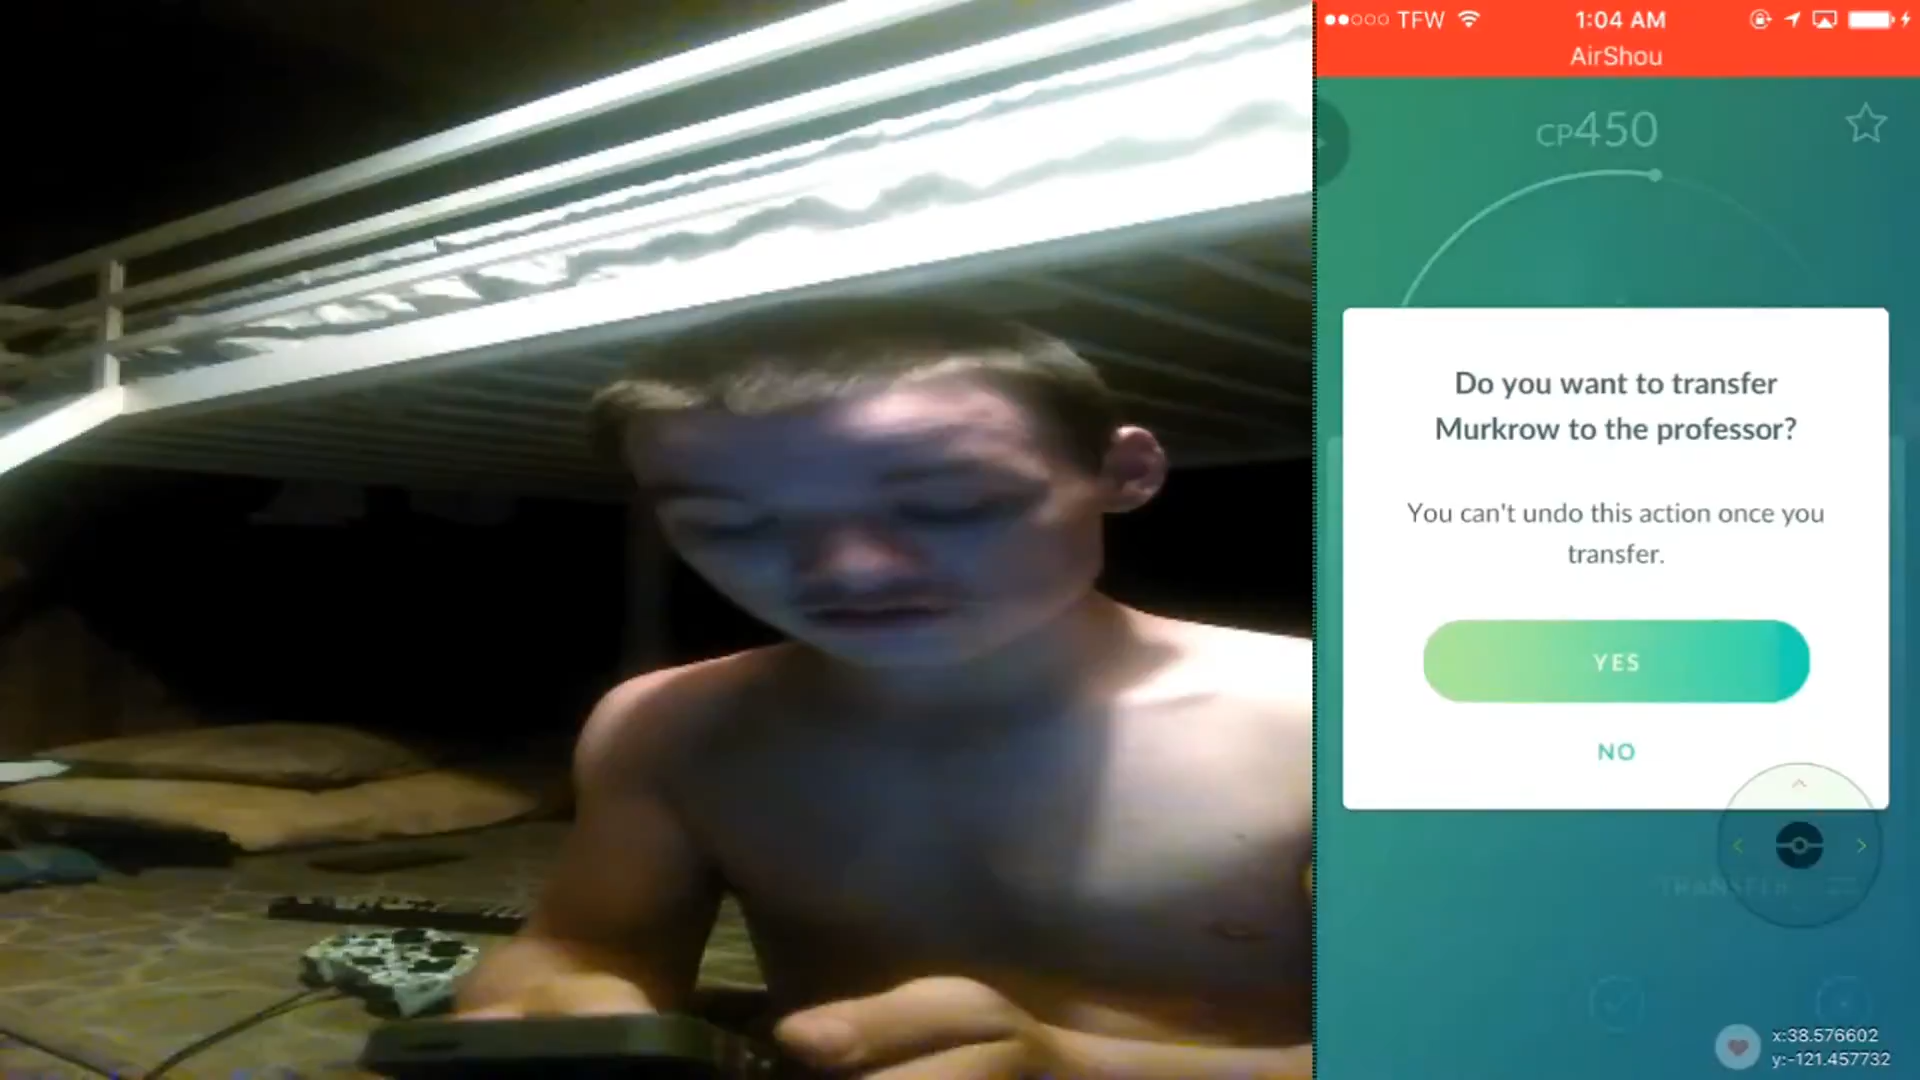 TFW 1:04 AM
AirShou
CP450
Do you want to transfer
Murkrow to the professor?
You can't undo this action once you
transfer.
YES
NO
TRANSFER
x:38.576602
y:-121.457732